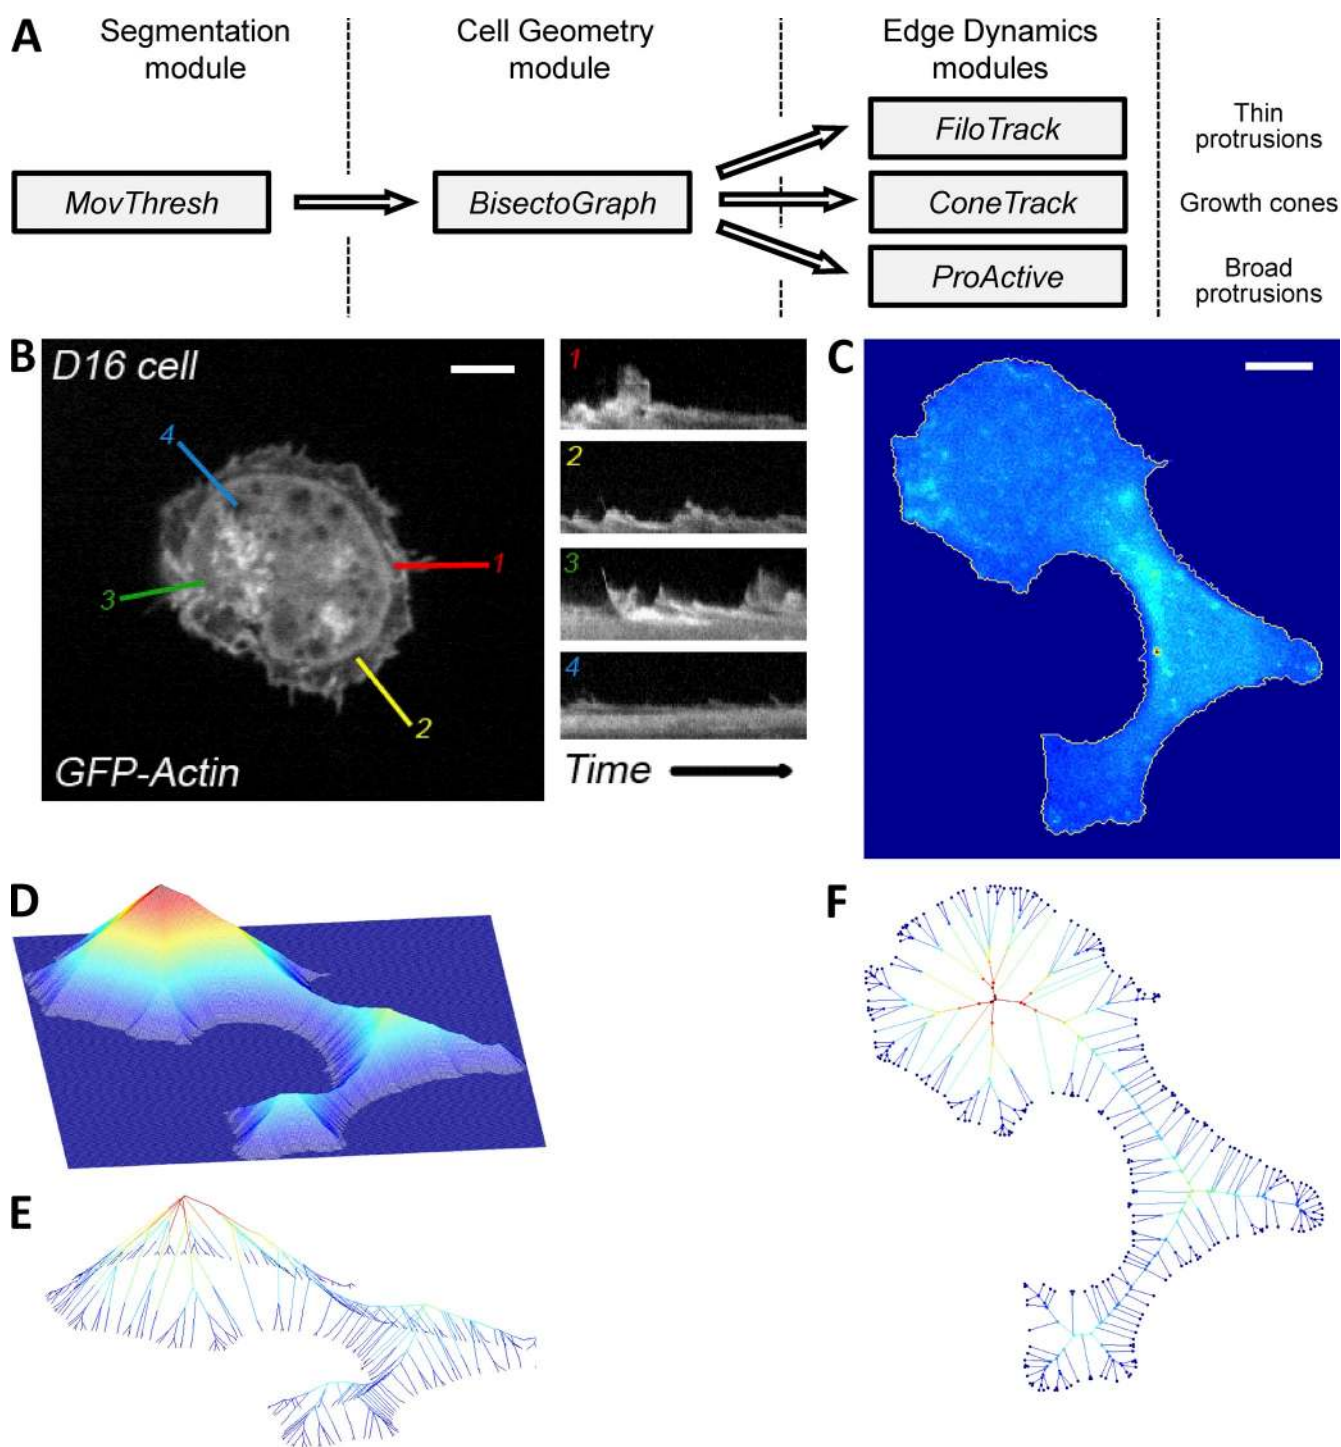 A
Segmentation
module
Cell Geometry
module
Edge Dynamics
modules
MovThresh
BisectoGraph
FiloTrack
ConeTrack
ProActive
Thin
protrusions
Growth cones
Broad
protrusions
B
D16 cell
4
1
3
2
GFP-Actin
1
2
3
4
Time
C
D
E
F